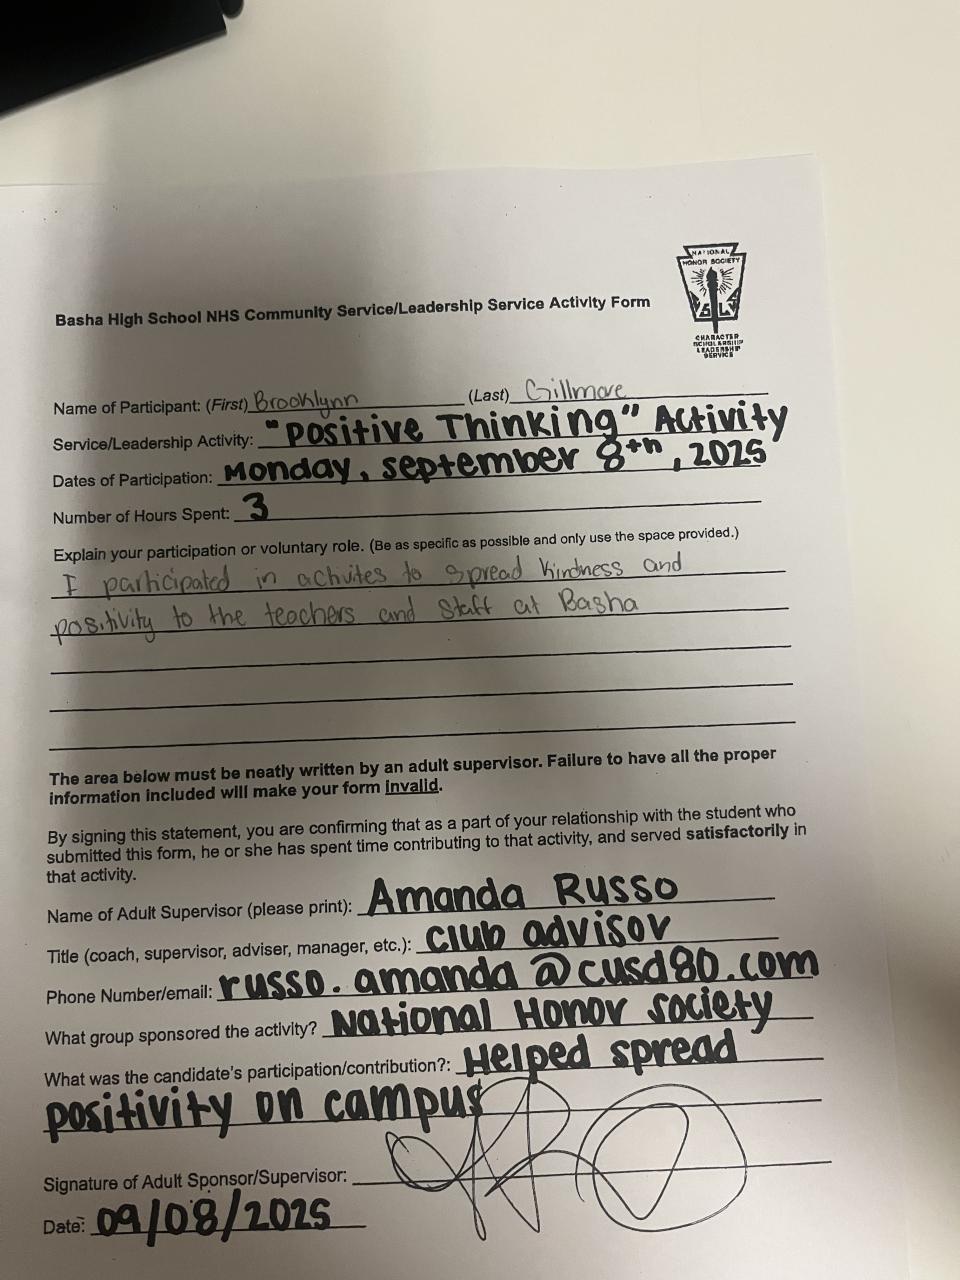 NATIONAL
HONOR SOCIETY
S L
CHARACTER
SCHOLARSHIP
LEADERSHIP
SERVICE
Basha High School NHS Community Service/Leadership Service Activity Form
Name of Participant: (First) Brooklynn (Last) Gillmore
Service/Leadership Activity: "Positive Thinking" Activity
Dates of Participation: Monday, september 8th, 2025
Number of Hours Spent: 3
Explain your participation or voluntary role. (Be as specific as possible and only use the space provided.)
I participated in activites to spread kindness and
positivity to the teachers and staff at Basha
The area below must be neatly written by an adult supervisor. Failure to have all the proper
information included will make your form invalid.
By signing this statement, you are confirming that as a part of your relationship with the student who
submitted this form, he or she has spent time contributing to that activity, and served satisfactorily in
that activity.
Name of Adult Supervisor (please print): Amanda Russo
Title (coach, supervisor, adviser, manager, etc.): club advisor
Phone Number/email: russo.amanda@cusd80.com
What group sponsored the activity? National Honor Society
What was the candidate's participation/contribution?: Helped spread
positivity on campus
Signature of Adult Sponsor/Supervisor:
Date: 09/08/2025